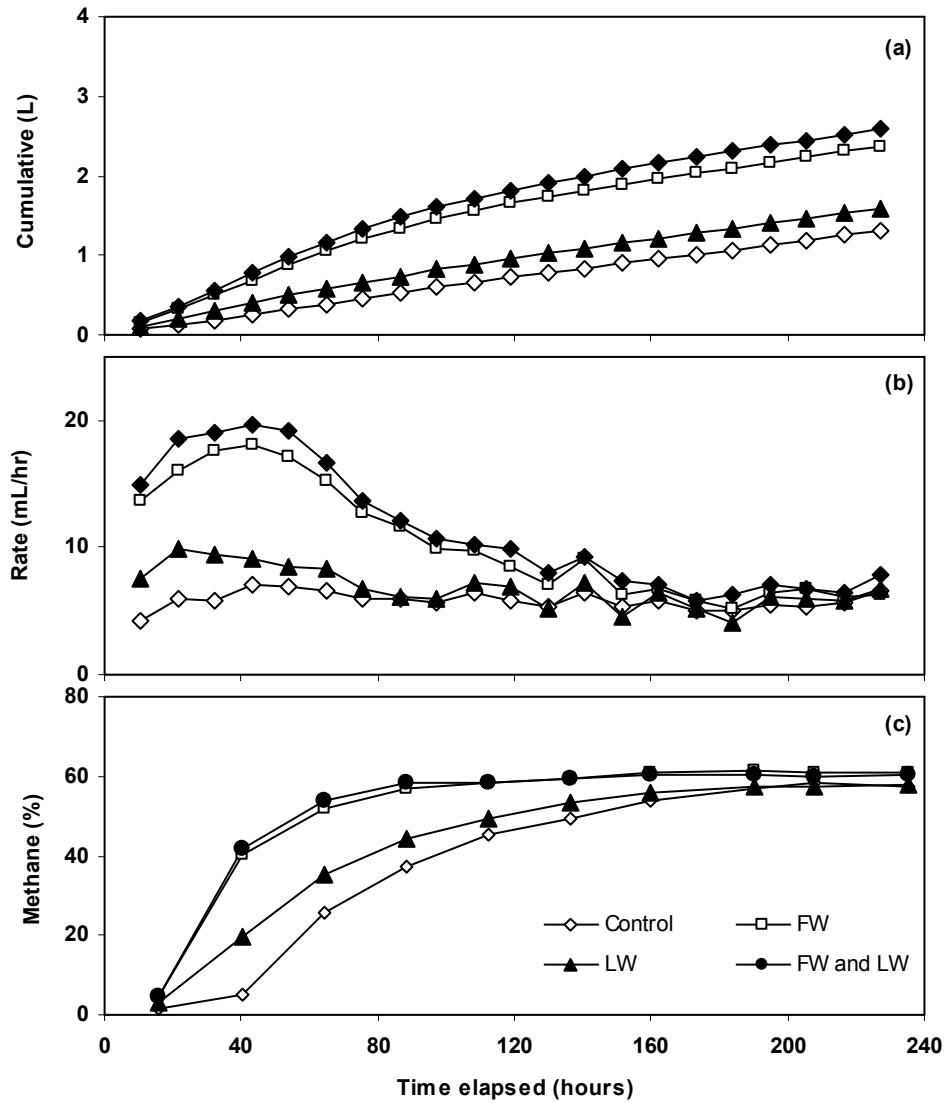 4
(a)
3
2
1
0
Cumulative (L)
(b)
20
10
0
Rate (mL/hr)
80
(c)
60
40
20
0
Methane (%)
Control
FW
LW
FW and LW
0 40 80 120 160 200 240
Time elapsed (hours)